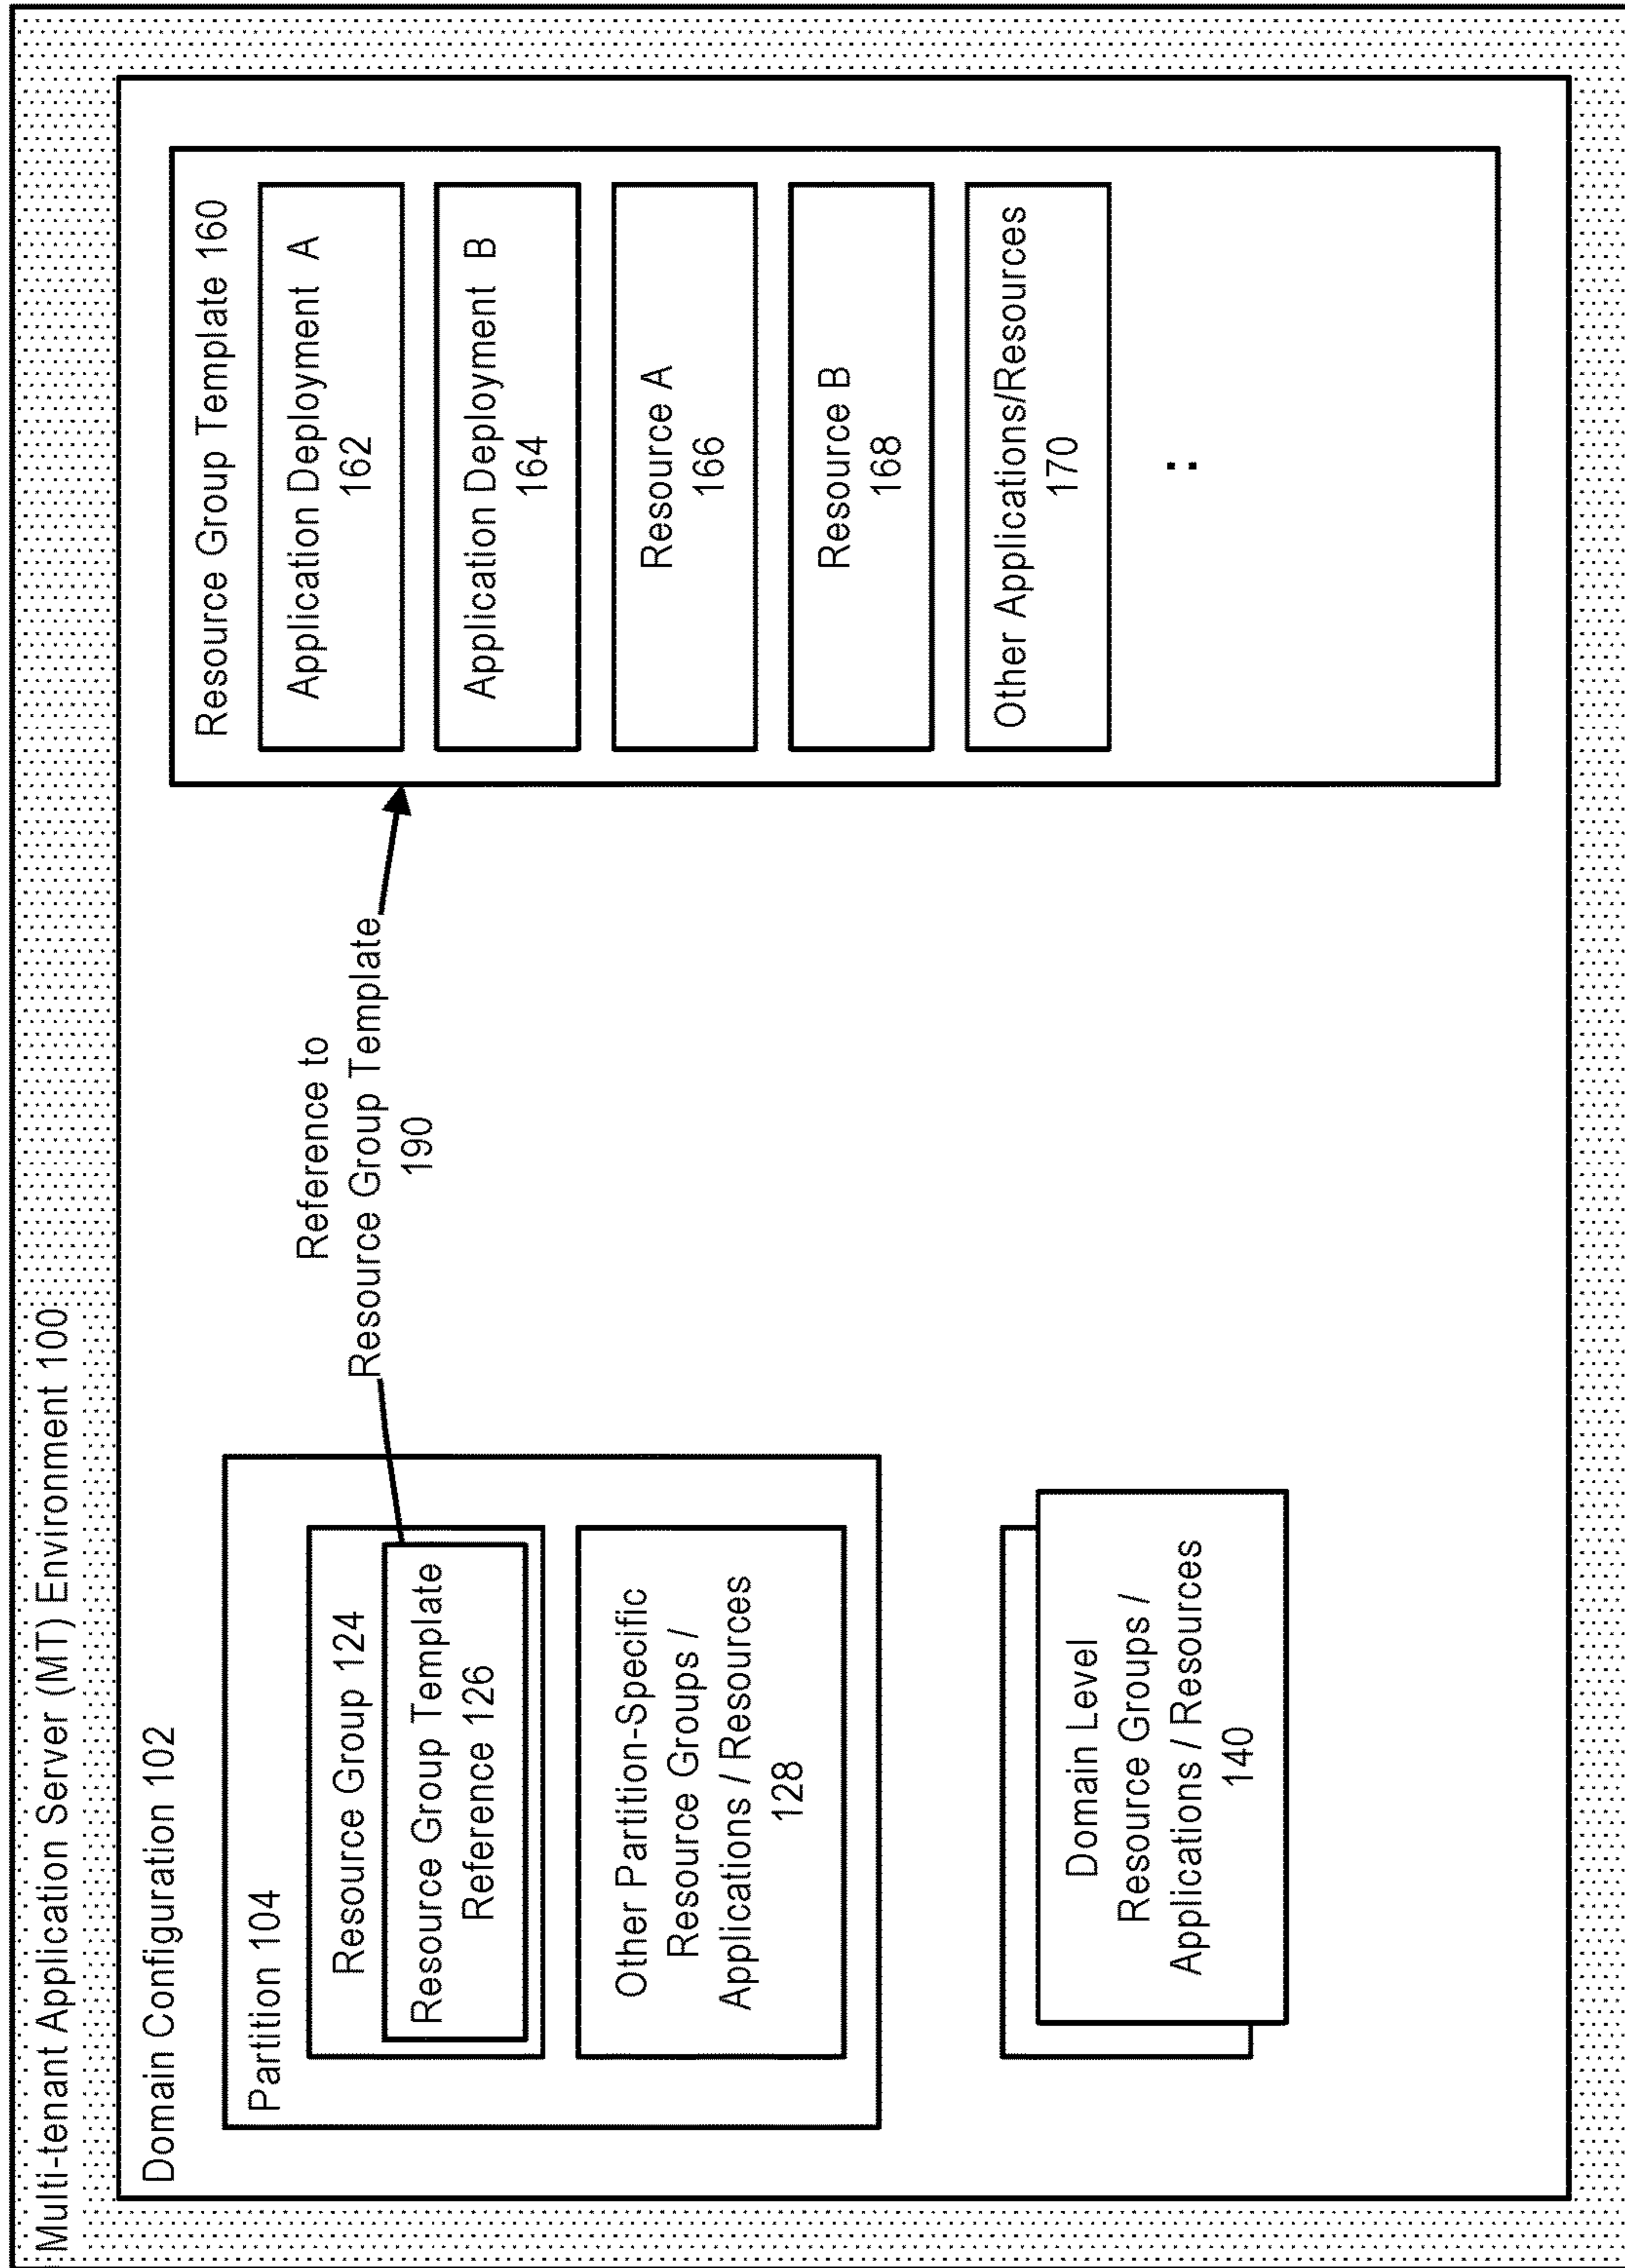 Multi-tenant Application Server (MT) Environment 100
Domain Configuration 102
Partition 104
Resource Group 124
Resource Group Template
Reference 126
Other Partition-Specific
Resource Groups /
Applications / Resources
128
Domain Level
Resource Groups /
Applications / Resources
140
Reference to
Resource Group Template
190
Resource Group Template 160
Application Deployment A
162
Application Deployment B
164
Resource A
166
Resource B
168
Other Applications/Resources
170
..